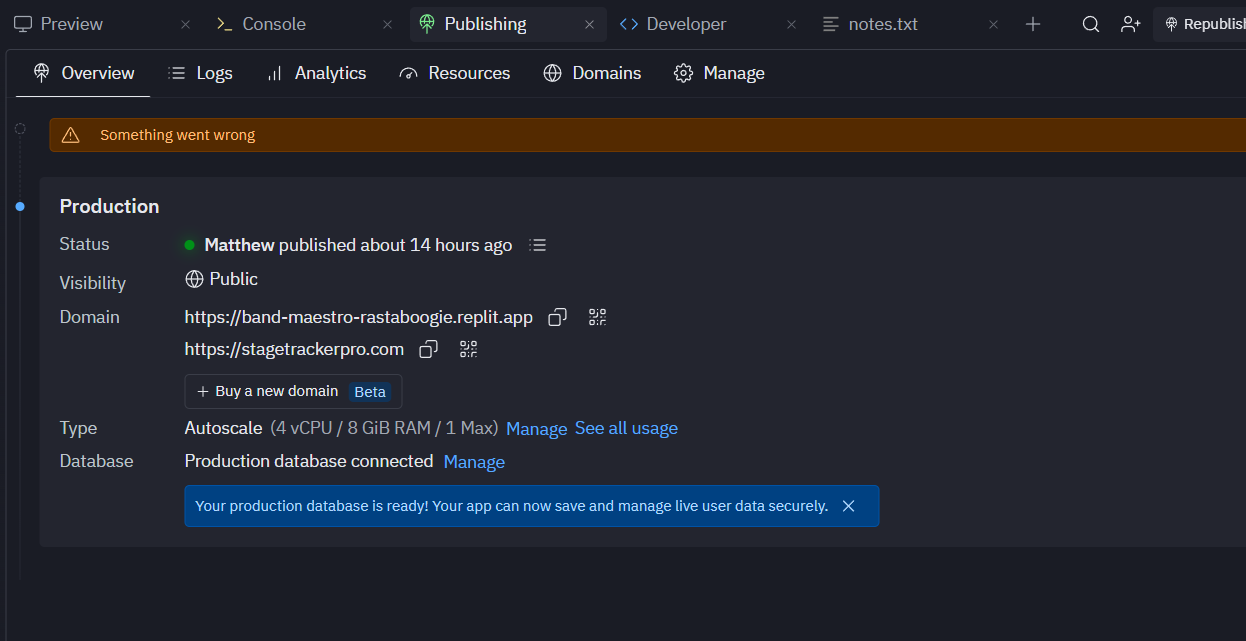 Preview Console Publishing Developer notes.txt Republish
Overview Logs Analytics Resources Domains Manage
Something went wrong
Production
Status Matthew published about 14 hours ago
Visibility Public
Domain https://band-maestro-rastaboogie.replit.app
https://stagetrackerpro.com
+ Buy a new domain Beta
Type Autoscale (4 vCPU / 8 GiB RAM / 1 Max) Manage See all usage
Database Production database connected Manage
Your production database is ready! Your app can now save and manage live user data securely.